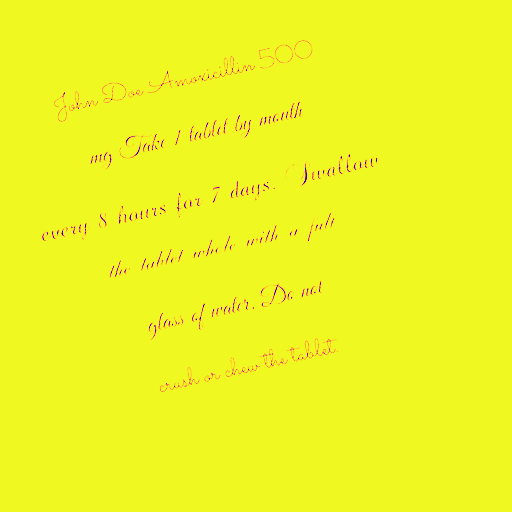 John Doe Amoxicillin 500
mg Take 1 tablet by mouth
every 8 hours for 7 days. Swallow
the tablet whole with a full
glass of water. Do not
crush or chew the tablet.